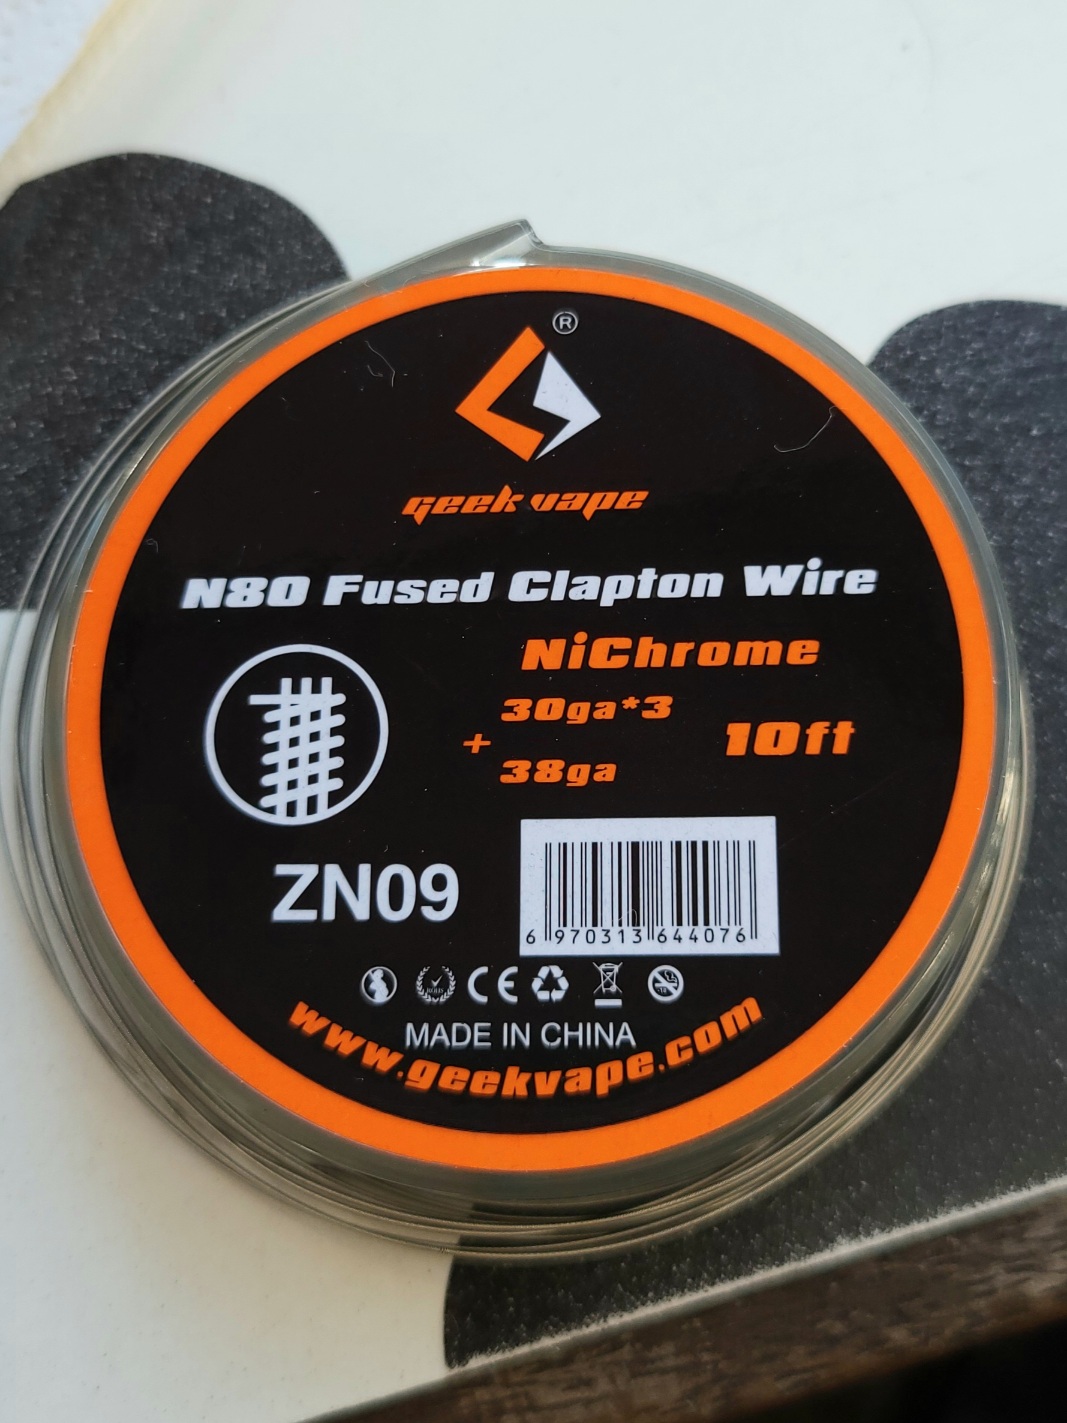 ®
geek vape
N80 Fused Clapton Wire
NiChrome
30ga*3
+
38ga
10ft
ZN09
6 970313 644076
CE
MADE IN CHINA
www.geekvape.com